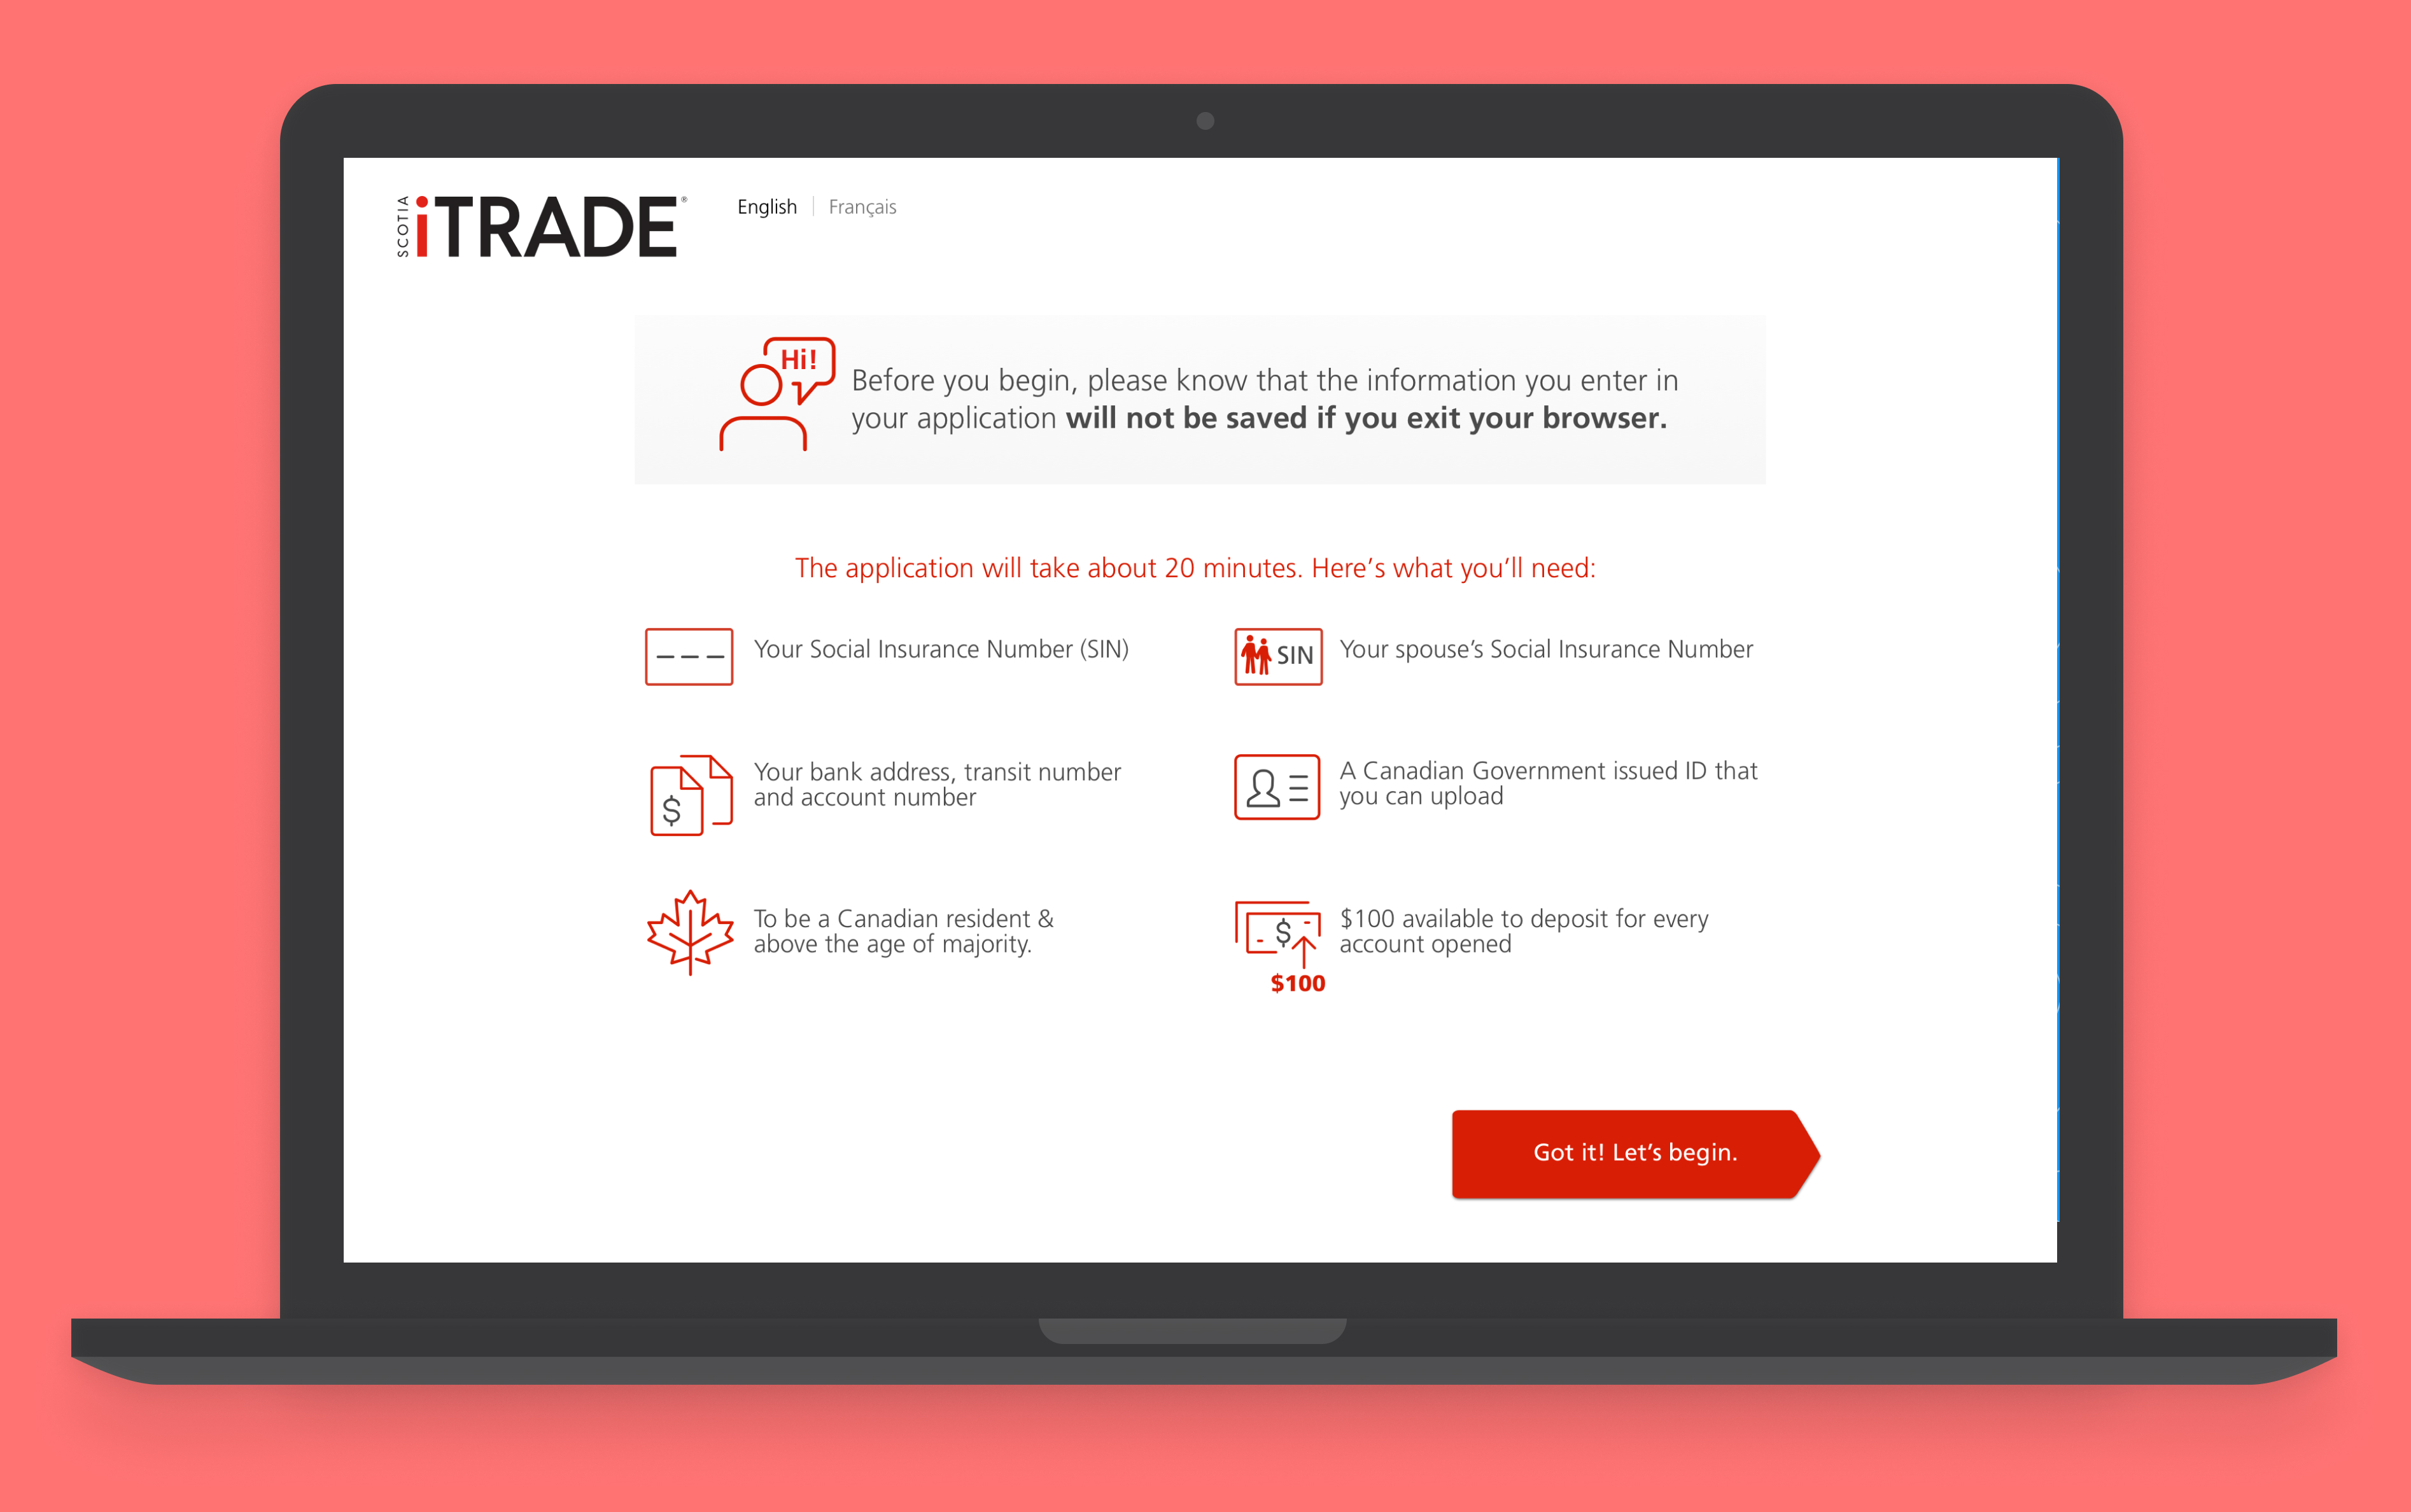 SCOTIA iTRADE®
English | Français
Hi!
Before you begin, please know that the information you enter in
your application will not be saved if you exit your browser.
The application will take about 20 minutes. Here’s what you’ll need:
Your Social Insurance Number (SIN)
SIN
Your spouse’s Social Insurance Number
$
Your bank address, transit number
and account number
A Canadian Government issued ID that
you can upload
To be a Canadian resident &
above the age of majority.
$
$100
$100 available to deposit for every
account opened
Got it! Let’s begin.